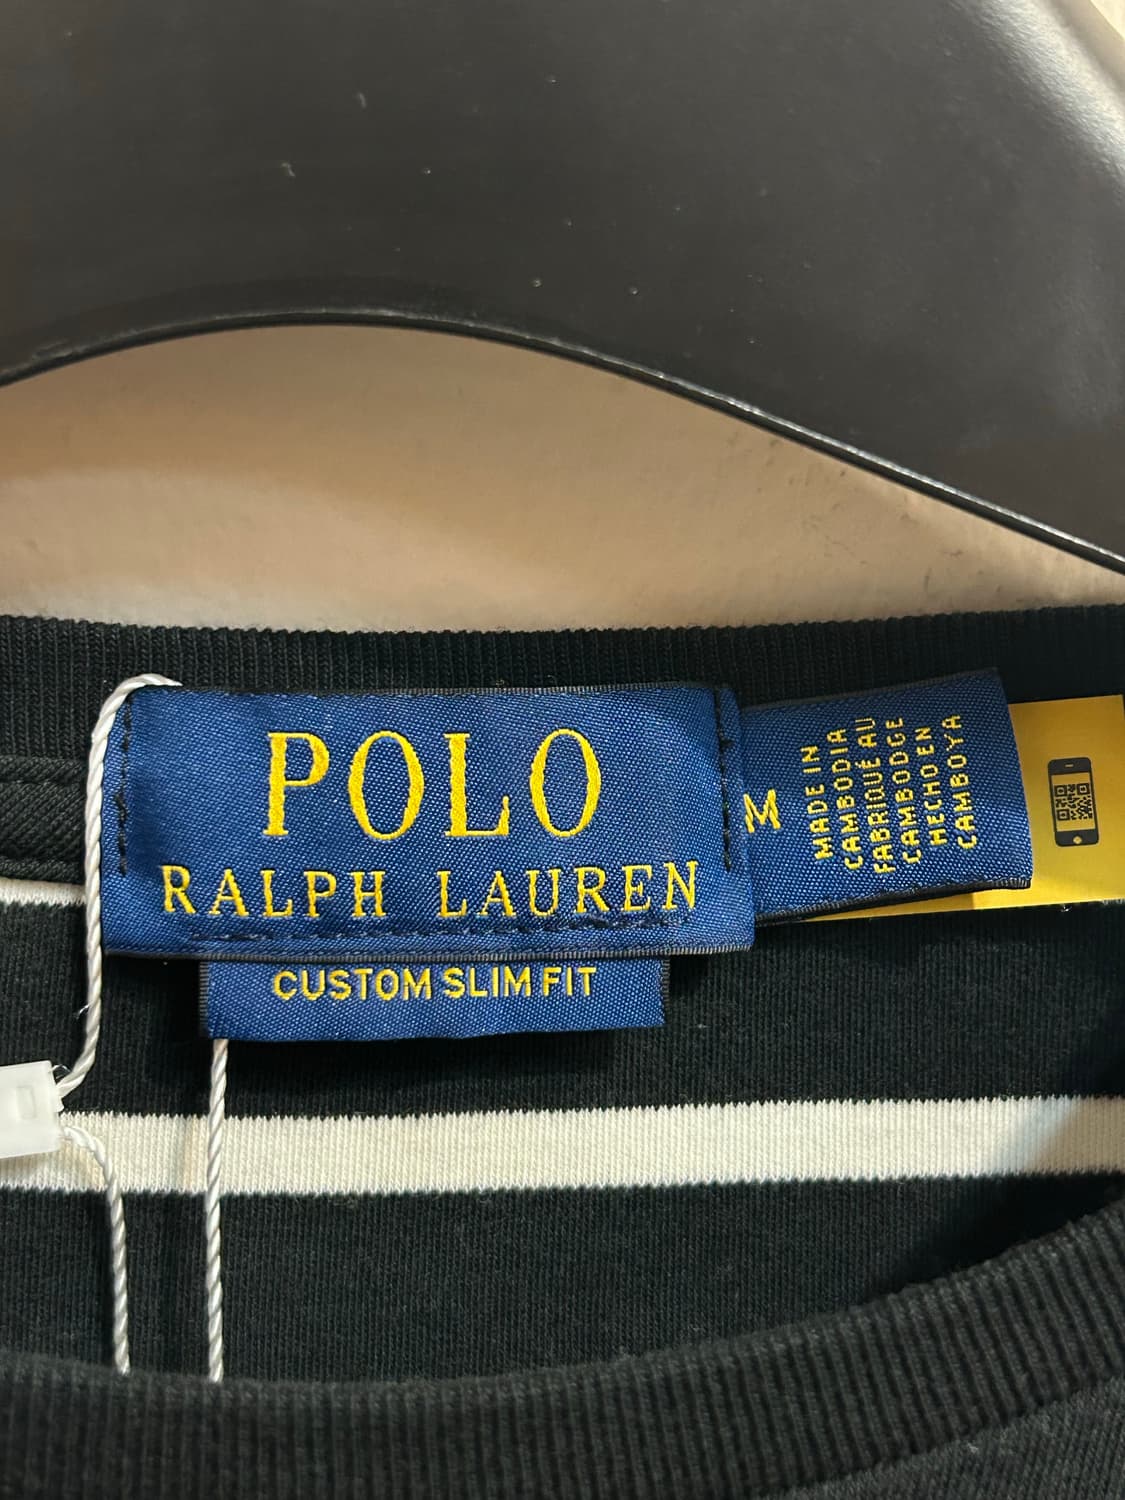 POLO
RALPH LAUREN
CUSTOM SLIM FIT
M
MADE IN
CAMBODIA
FABRIQUÉ AU
CAMBODGE
HECHO EN
CAMBOYA